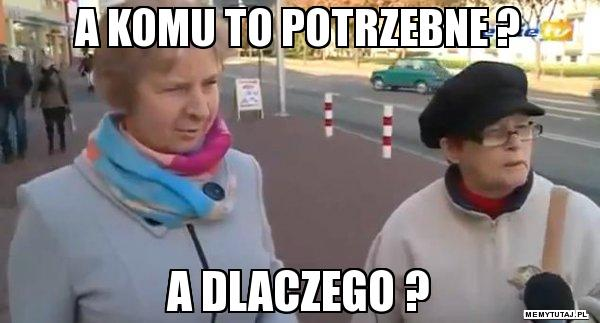 A KOMU TO POTRZEBNE ?
A DLACZEGO ?
MEMYTUTAJ.PL